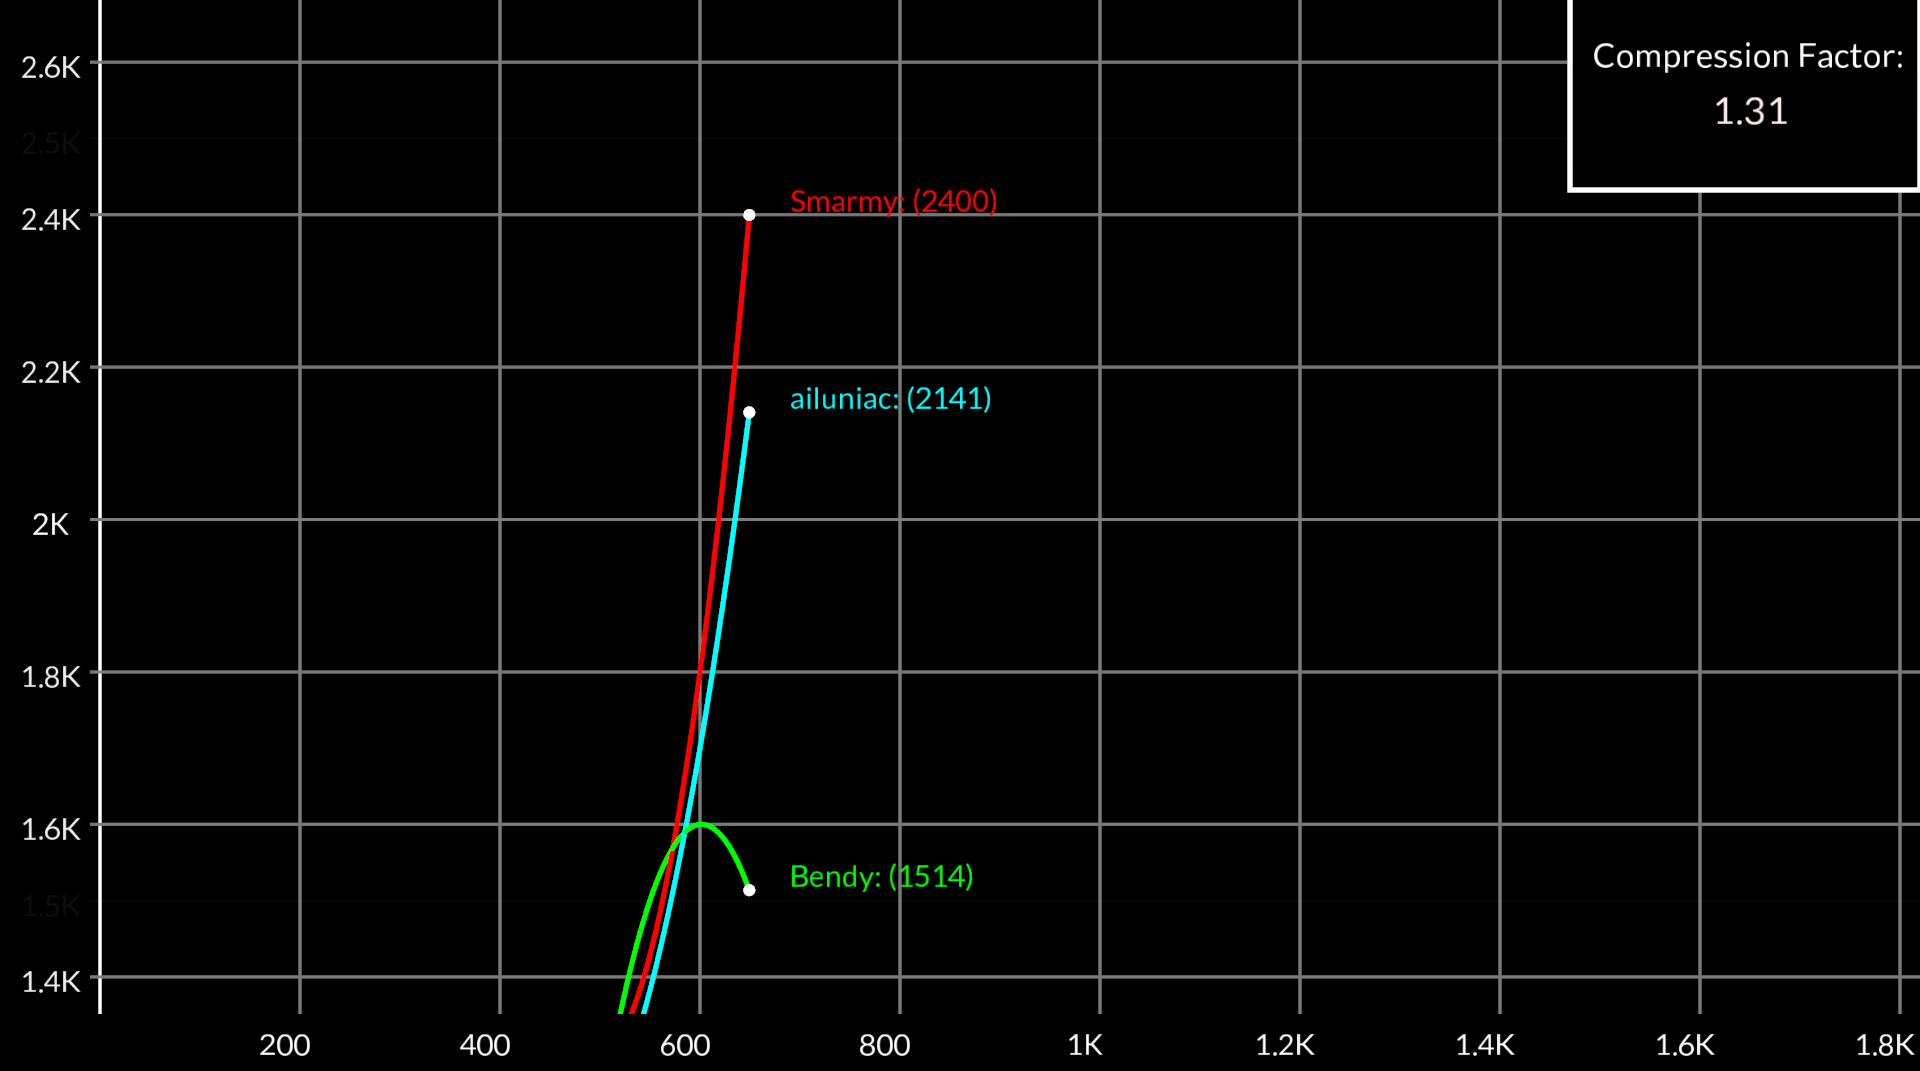 Compression Factor:
1.31
2.6K
2.5K
2.4K
Smarmy: (2400)
2.2K
ailuniac: (2141)
2K
1.8K
1.6K
Bendy: (1514)
1.5K
1.4K
200 400 600 800 1K 1.2K 1.4K 1.6K 1.8K